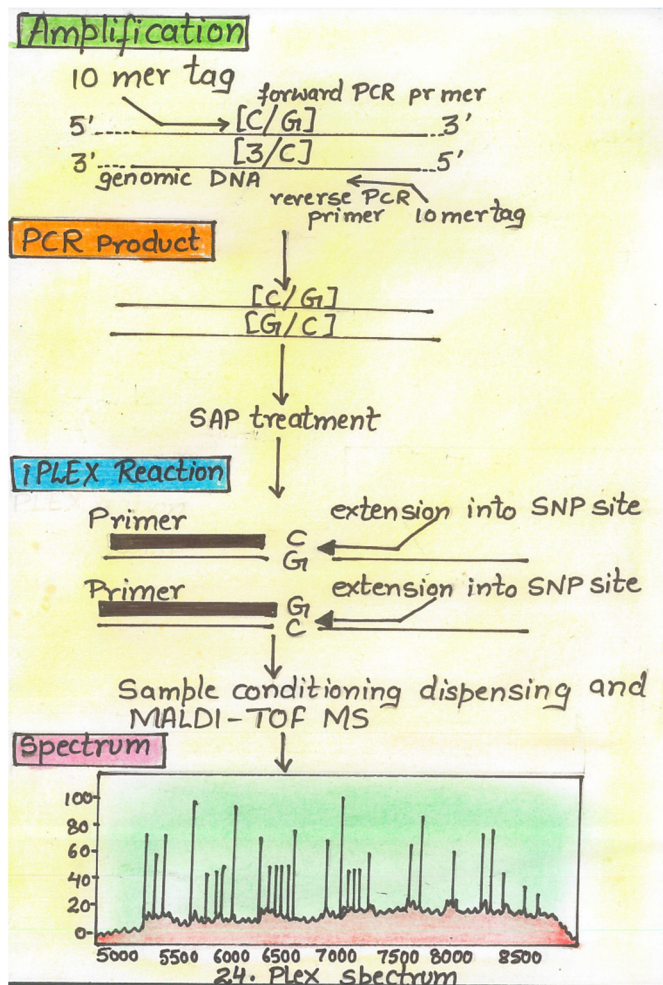 Amplification
10 mer tag
forward PCR pr mer
5' [C/G] 3'
3' [3/C] 5'
genomic DNA
reverse PCR
primer 10 mer tag
PCR product
[C/G]
[G/C]
SAP treatment
iPLEX Reaction
Primer extension into SNP site
C
G
Primer extension into SNP site
G
C
Sample conditioning dispensing and
MALDI-TOF MS
Spectrum
100
80
60
40
20
0
5000 5500 6000 6500 7000 7500 8000 8500
24. Plex spectrum